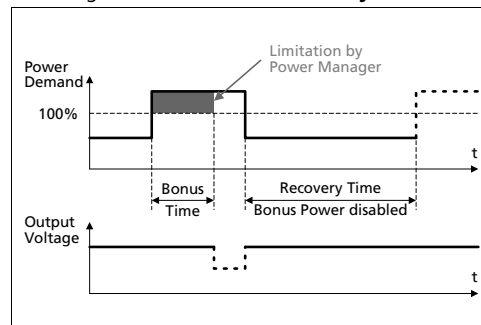 Limitation by
Power Manager
Power
Demand
100%
t
Bonus
Time
Recovery Time
Bonus Power disabled
Output
Voltage
t